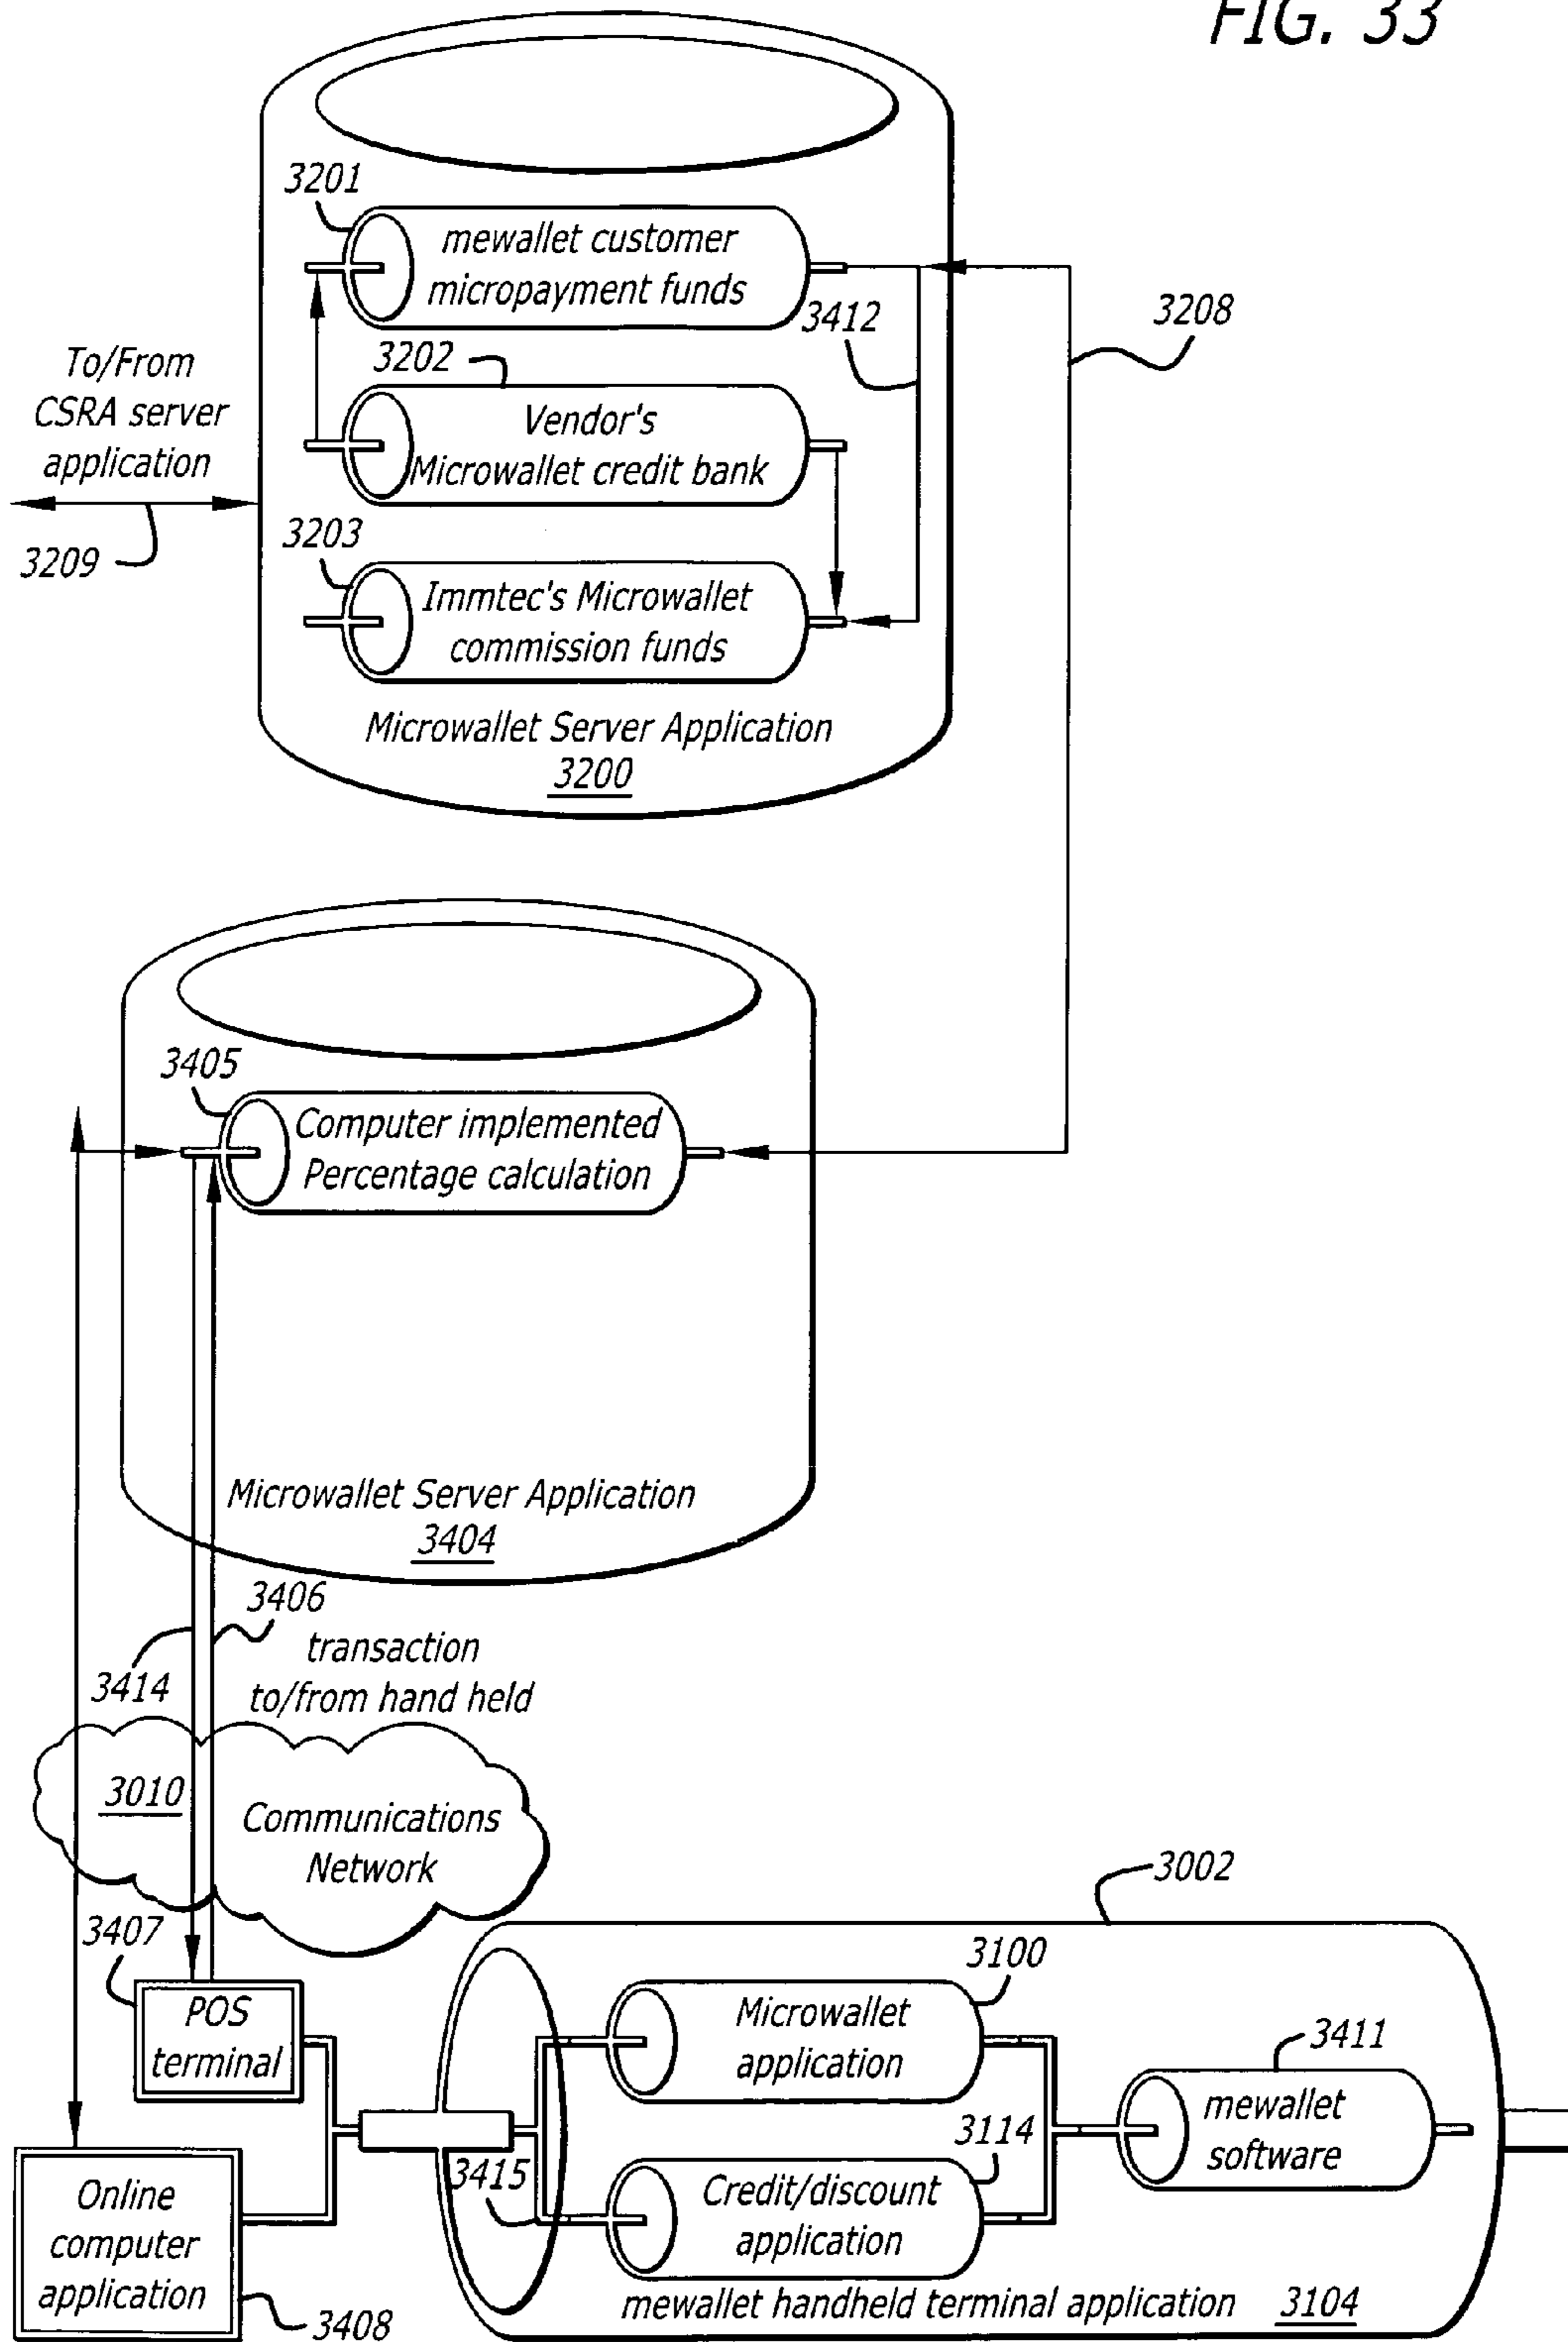 FIG. 33
3201
mewallet customer
micropayment funds
3412
3208
To/From
CSRA server
application
3202
Vendor's
Microwallet credit bank
3209
3203
Immtec's Microwallet
commission funds
Microwallet Server Application
3200
3405
Computer implemented
Percentage calculation
Microwallet Server Application
3404
3406
3414
transaction
to/from hand held
3010
Communications
Network
3002
3407
POS
terminal
3100
Microwallet
application
3411
mewallet
software
3114
3415
Credit/discount
application
Online
computer
application
3408
mewallet handheld terminal application
3104